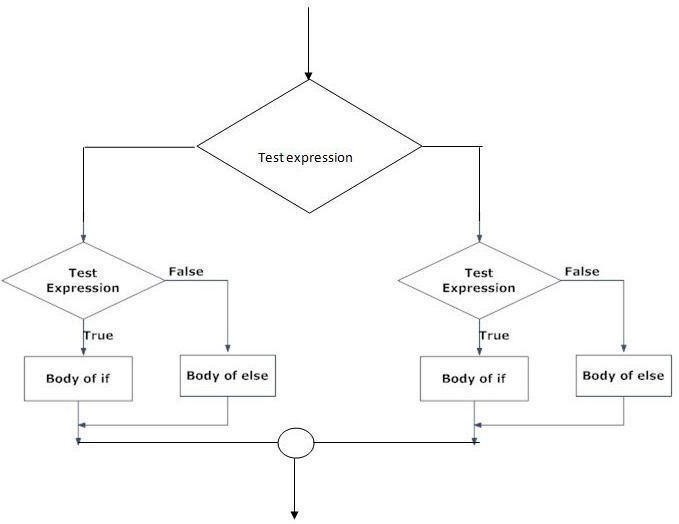 Test expression
Test
Expression
False
True
Body of if
Body of else
Test
Expression
False
True
Body of if
Body of else